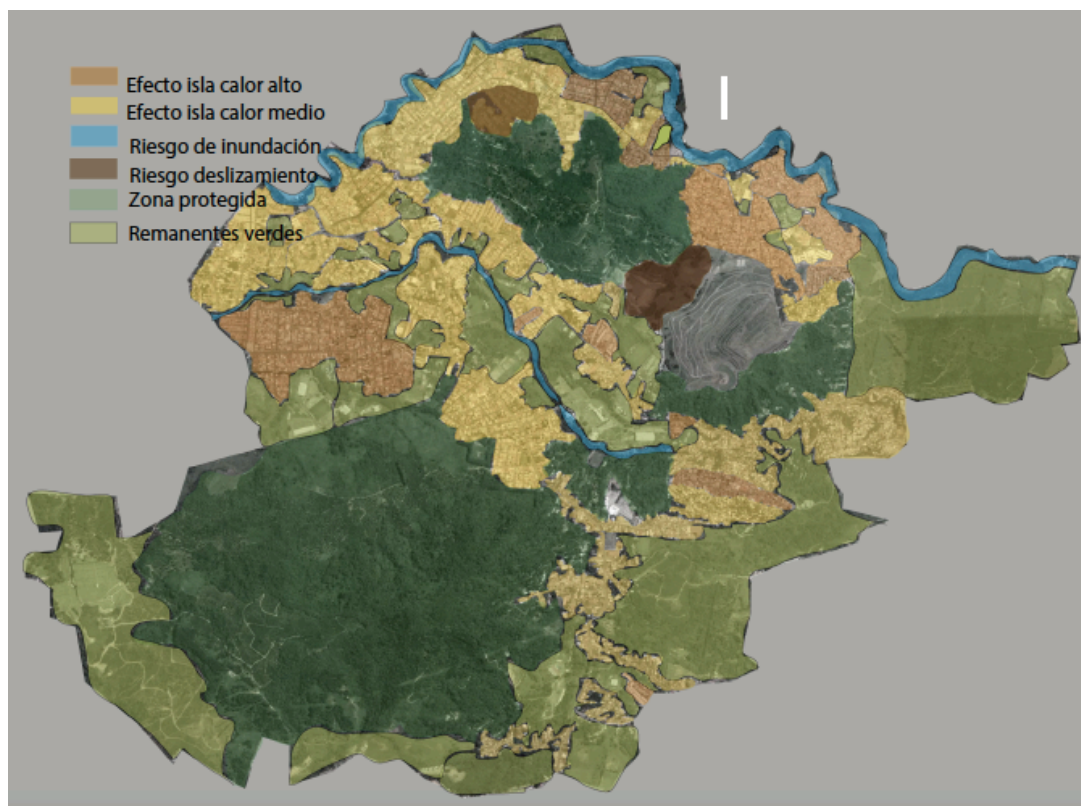 Efecto isla calor alto
Efecto isla calor medio
Riesgo de inundación
Riesgo deslizamiento
Zona protegida
Remanentes verdes